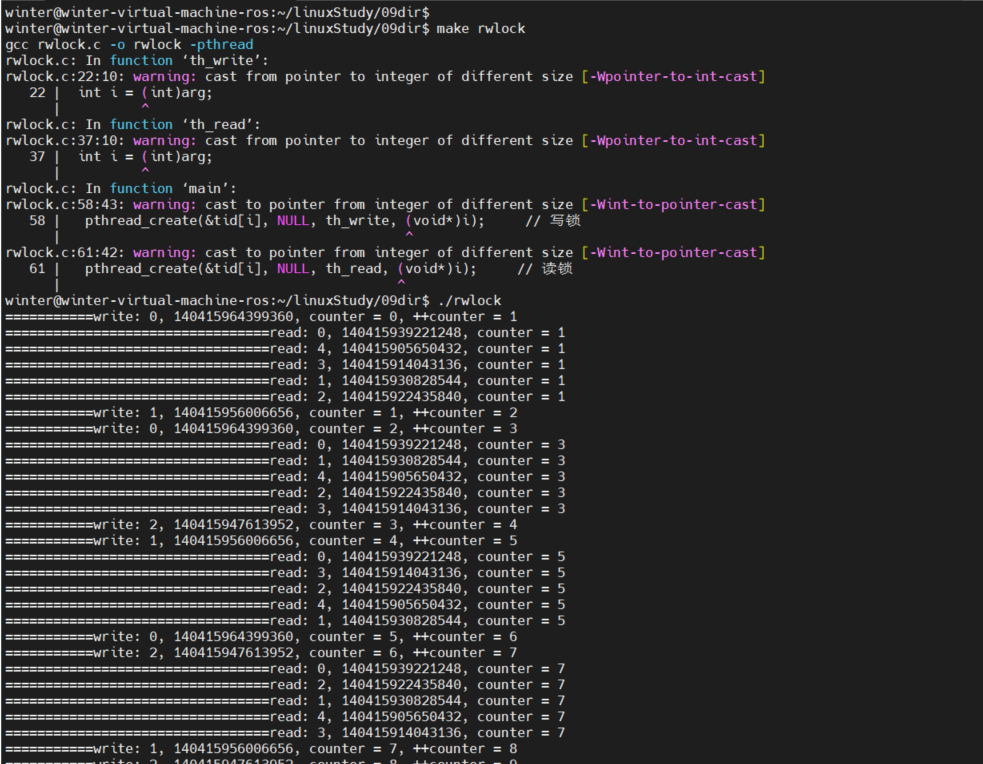 winter@winter-virtual-machine-ros:~/linuxStudy/09dir$
winter@winter-virtual-machine-ros:~/linuxStudy/09dir$ make rwlock
gcc rwlock.c -o rwlock -pthread
rwlock.c: In function ‘th_write’:
rwlock.c:22:10: warning: cast from pointer to integer of different size [-Wpointer-to-int-cast]
   22 |  int i = (int)arg;
      |          ^
rwlock.c: In function ‘th_read’:
rwlock.c:37:10: warning: cast from pointer to integer of different size [-Wpointer-to-int-cast]
   37 |  int i = (int)arg;
      |          ^
rwlock.c: In function ‘main’:
rwlock.c:58:43: warning: cast to pointer from integer of different size [-Wint-to-pointer-cast]
   58 |   pthread_create(&tid[i], NULL, th_write, (void*)i);     // 写锁
      |                                           ^
rwlock.c:61:42: warning: cast to pointer from integer of different size [-Wint-to-pointer-cast]
   61 |   pthread_create(&tid[i], NULL, th_read, (void*)i);     // 读锁
      |                                          ^
winter@winter-virtual-machine-ros:~/linuxStudy/09dir$ ./rwlock
===========write: 0, 140415964399360, counter = 0, ++counter = 1
=================================read: 0, 140415939221248, counter = 1
=================================read: 4, 140415905650432, counter = 1
=================================read: 3, 140415914043136, counter = 1
=================================read: 1, 140415930828544, counter = 1
=================================read: 2, 140415922435840, counter = 1
===========write: 1, 140415956006656, counter = 1, ++counter = 2
===========write: 0, 140415964399360, counter = 2, ++counter = 3
=================================read: 0, 140415939221248, counter = 3
=================================read: 1, 140415930828544, counter = 3
=================================read: 4, 140415905650432, counter = 3
=================================read: 2, 140415922435840, counter = 3
=================================read: 3, 140415914043136, counter = 3
===========write: 2, 140415947613952, counter = 3, ++counter = 4
===========write: 1, 140415956006656, counter = 4, ++counter = 5
=================================read: 0, 140415939221248, counter = 5
=================================read: 3, 140415914043136, counter = 5
=================================read: 2, 140415922435840, counter = 5
=================================read: 4, 140415905650432, counter = 5
=================================read: 1, 140415930828544, counter = 5
===========write: 0, 140415964399360, counter = 5, ++counter = 6
===========write: 2, 140415947613952, counter = 6, ++counter = 7
=================================read: 0, 140415939221248, counter = 7
=================================read: 2, 140415922435840, counter = 7
=================================read: 1, 140415930828544, counter = 7
=================================read: 4, 140415905650432, counter = 7
=================================read: 3, 140415914043136, counter = 7
===========write: 1, 140415956006656, counter = 7, ++counter = 8
===========write: 2, 140415947613952, counter = 8, ++counter = 9